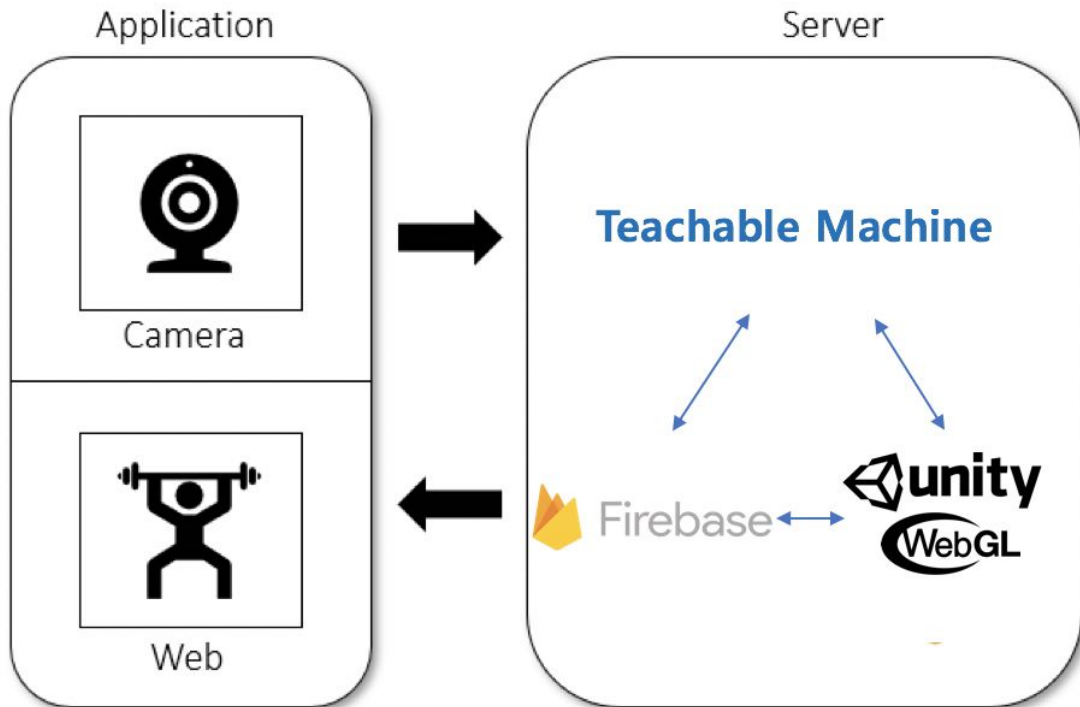 Application
Server
Camera
Web
Teachable Machine
Firebase
unity
WebGL